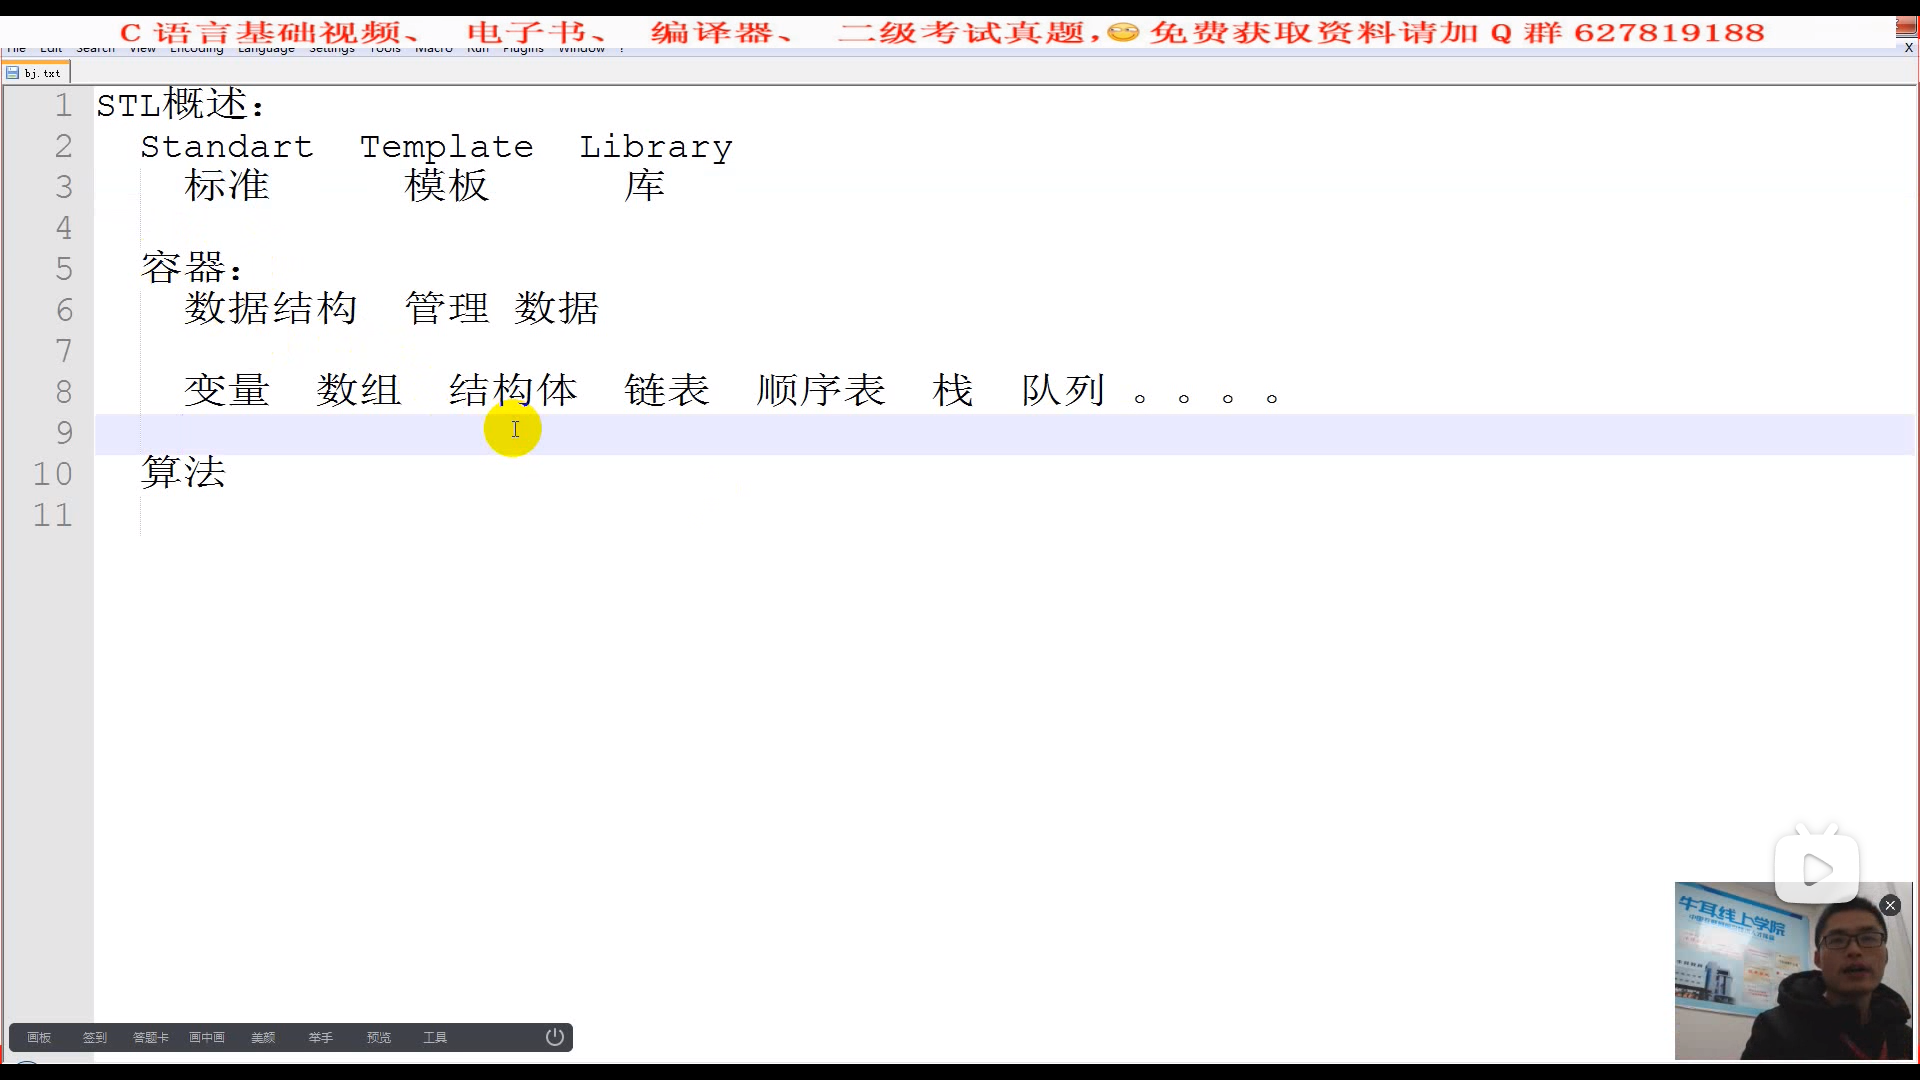 C 语言基础视频、 电子书、 编译器、 二级考试真题, 免费获取资料请加 Q 群 627819188
File Edit Search View Encoding Language Settings Tools Macro Run Plugins Window ? X
bj.txt
1 STL概述：
2 Standart Template Library
3 标准 模板 库
4
5 容器：
6 数据结构 管理 数据
7
8 变量 数组 结构体 链表 顺序表 栈 队列 。。。。
9
10 算法
11
牛耳线上学院
画板 签到 答题卡 画中画 美颜 举手 预览 工具